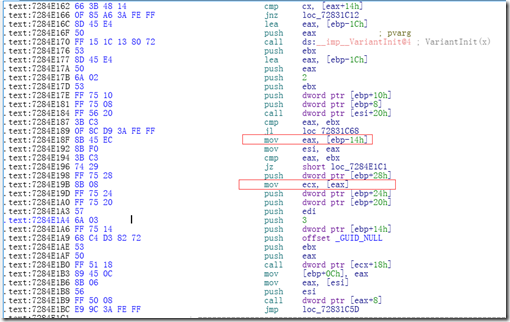 .text:7284E162 66 3B 48 14 cmp cx, [eax+14h]
.text:7284E166 0F 85 A6 3A FE FF jnz loc_72831C12
.text:7284E16C 8D 45 E4 lea eax, [ebp-1Ch]
.text:7284E16F 50 push eax ; pvarg
.text:7284E170 FF 15 1C 13 80 72 call ds:__imp__VariantInit@4 ; VariantInit(x)
.text:7284E176 53 push ebx
.text:7284E177 8D 45 E4 lea eax, [ebp-1Ch]
.text:7284E17A 50 push eax
.text:7284E17B 6A 02 push 2
.text:7284E17D 53 push ebx
.text:7284E17E FF 75 10 push dword ptr [ebp+10h]
.text:7284E181 FF 75 08 push dword ptr [ebp+8]
.text:7284E184 FF 56 20 call dword ptr [esi+20h]
.text:7284E187 3B C3 cmp eax, ebx
.text:7284E189 0F 8C D9 3A FE FF jl loc_72831C68
.text:7284E18F 8B 45 EC mov eax, [ebp-14h]
.text:7284E192 8B F0 mov esi, eax
.text:7284E194 3B C3 cmp eax, ebx
.text:7284E196 74 29 jz short loc_7284E1C1
.text:7284E198 FF 75 28 push dword ptr [ebp+28h]
.text:7284E19B 8B 08 mov ecx, [eax]
.text:7284E19D FF 75 24 push dword ptr [ebp+24h]
.text:7284E1A0 FF 75 20 push dword ptr [ebp+20h]
.text:7284E1A3 57 push edi
.text:7284E1A4 6A 03 push 3
.text:7284E1A6 FF 75 14 push dword ptr [ebp+14h]
.text:7284E1A9 68 C4 D3 82 72 push offset _GUID_NULL
.text:7284E1AE 53 push ebx
.text:7284E1AF 50 push eax
.text:7284E1B0 FF 51 18 call dword ptr [ecx+18h]
.text:7284E1B3 89 45 0C mov [ebp+0Ch], eax
.text:7284E1B6 8B 06 mov eax, [esi]
.text:7284E1B8 56 push esi
.text:7284E1B9 FF 50 08 call dword ptr [eax+8]
.text:7284E1BC E9 9C 3A FE FF jmp loc_72831C5D